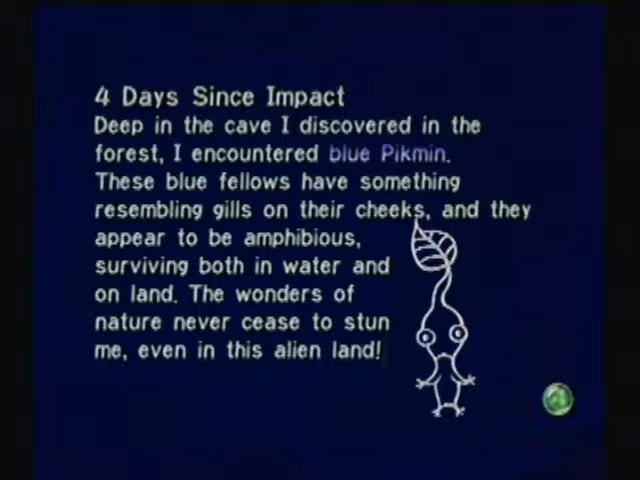 4 Days Since Impact
Deep in the cave I discovered in the
forest, I encountered blue Pikmin.
These blue fellows have something
resembling gills on their cheeks, and they
appear to be amphibious,
surviving both in water and
on land. The wonders of
nature never cease to stun
me, even in this alien land!